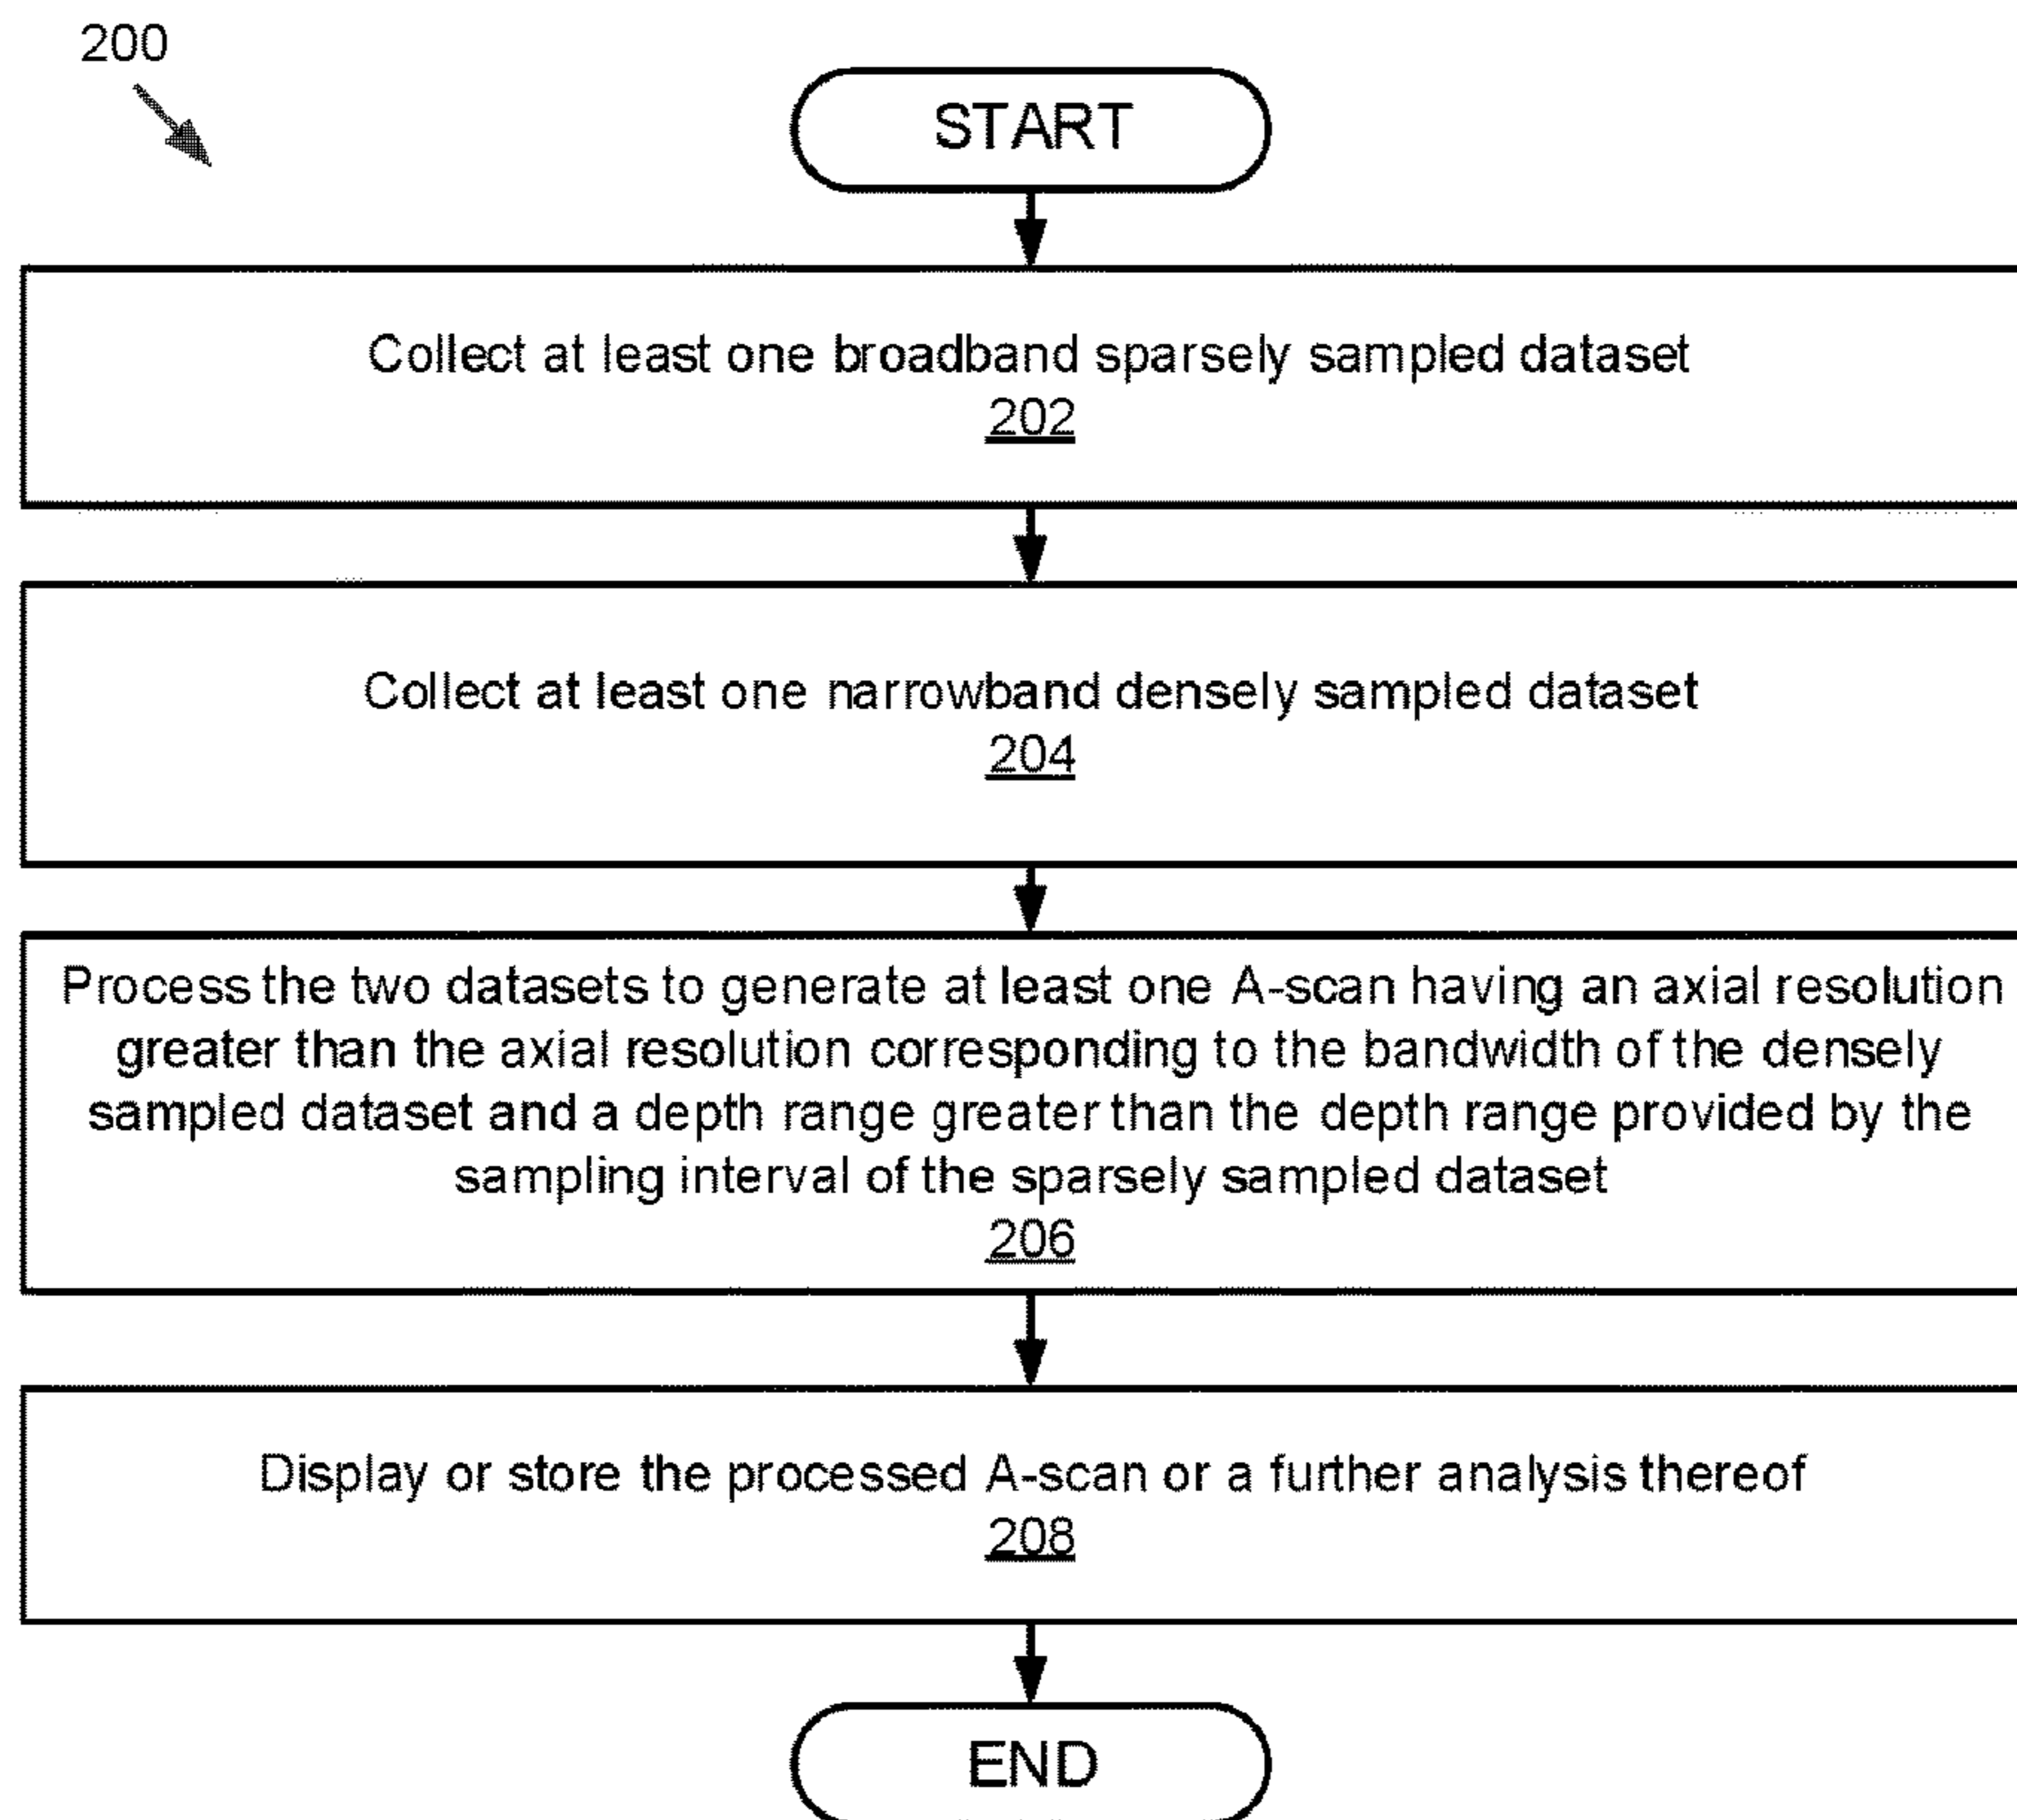 200
START
Collect at least one broadband sparsely sampled dataset
202
Collect at least one narrowband densely sampled dataset
204
Process the two datasets to generate at least one A-scan having an axial resolution
greater than the axial resolution corresponding to the bandwidth of the densely
sampled dataset and a depth range greater than the depth range provided by the
sampling interval of the sparsely sampled dataset
206
Display or store the processed A-scan or a further analysis thereof
208
END